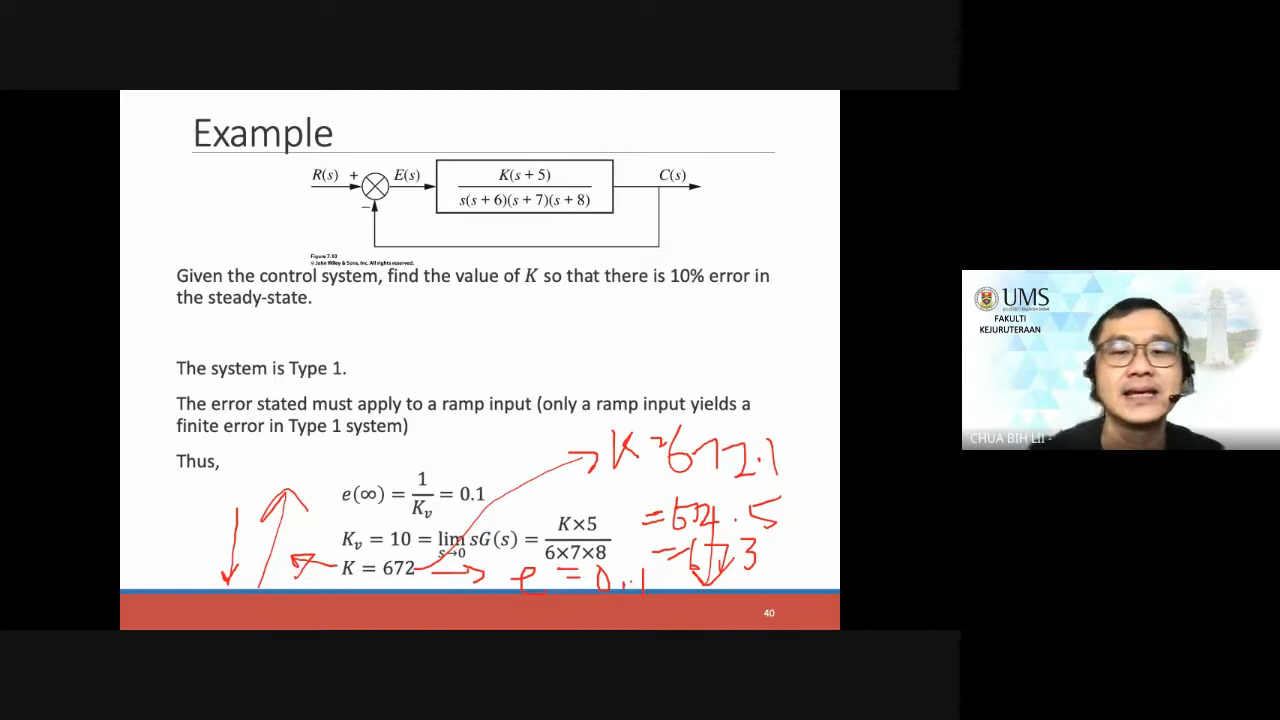 Example
R(s) + E(s) K(s + 5) C(s)
− s(s + 6)(s + 7)(s + 8)
Figure 7.10
© John Wiley & Sons, Inc. All rights reserved.
Given the control system, find the value of K so that there is 10% error in
the steady-state.
The system is Type 1.
The error stated must apply to a ramp input (only a ramp input yields a
finite error in Type 1 system)
Thus,
e(∞) = 1/K_v = 0.1
K_v = 10 = lim s→0 sG(s) = K×5 / 6×7×8
K = 672
K = 672.1
e = 0.1
40
UMS
UNIVERSITI MALAYSIA SABAH
FAKULTI
KEJURUTERAAN
CHUA BIH LII -